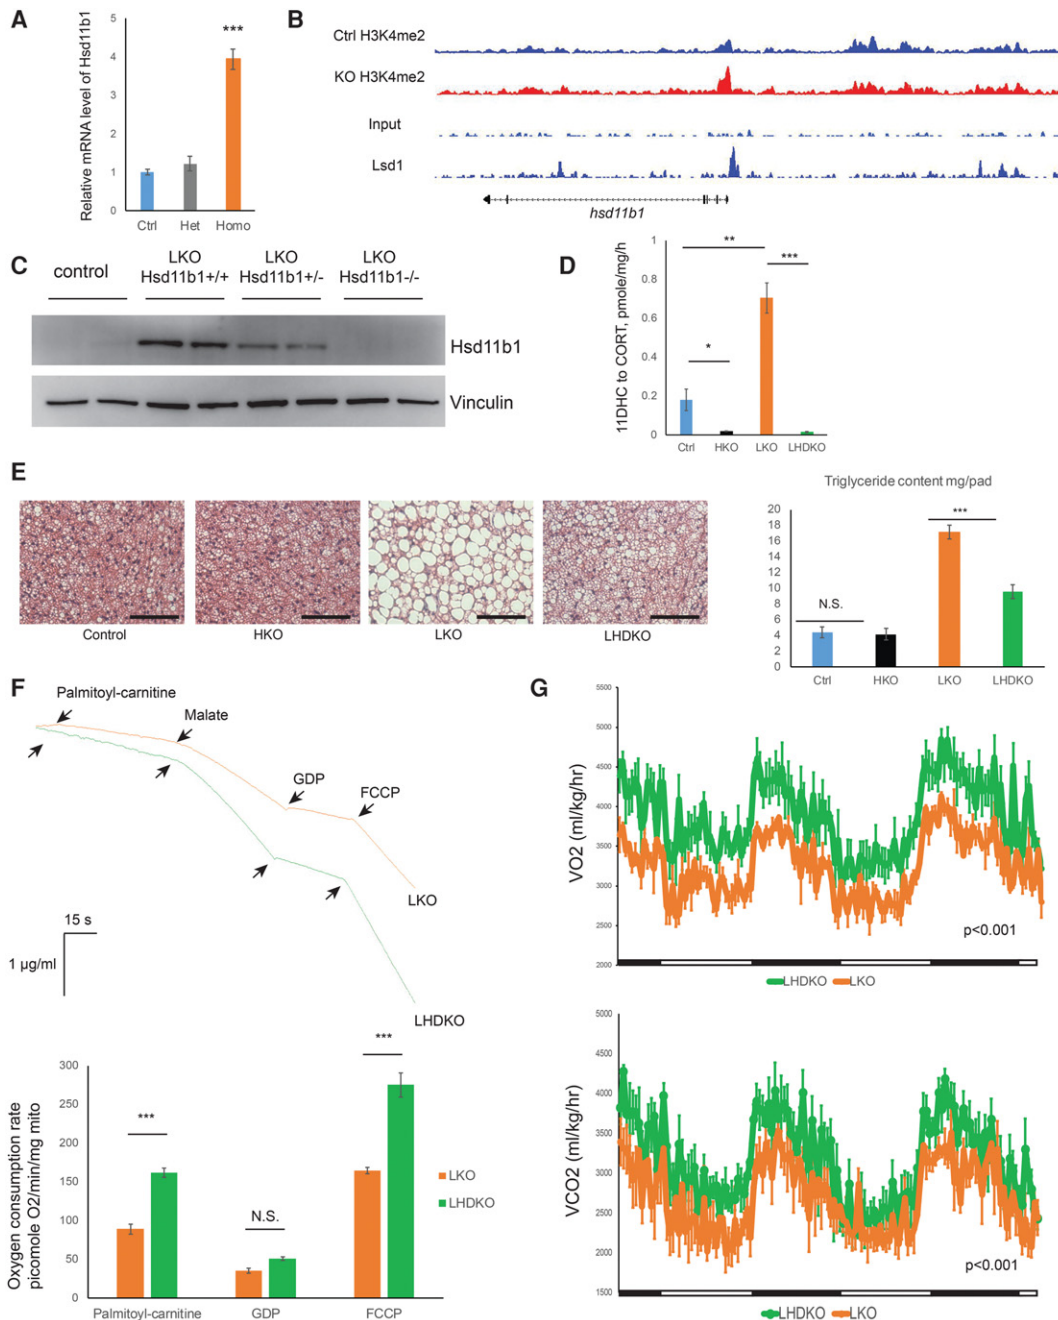 A
Relative mRNA level of Hsd11b1
5
4
3
2
1
0
***
Ctrl Het Homo
B
Ctrl H3K4me2
KO H3K4me2
Input
Lsd1
hsd11b1
C
control
LKO
Hsd11b1+/+
LKO
Hsd11b1+/-
LKO
Hsd11b1-/-
Hsd11b1
Vinculin
D
11DHC to CORT, pmole/mg/h
1
0.8
0.6
0.4
0.2
0
**
***
*
Ctrl HKO LKO LHDKO
E
Control
HKO
LKO
LHDKO
Triglyceride content mg/pad
20
18
16
14
12
10
8
6
4
2
0
N.S.
***
Ctrl HKO LKO LHDKO
F
Palmitoyl-carnitine
Malate
GDP
FCCP
LKO
15 s
1 µg/ml
LHDKO
Oxygen consumption rate
picomole O2/min/mg mito
300
250
200
150
100
50
0
***
N.S.
***
LKO
LHDKO
Palmitoyl-carnitine GDP FCCP
G
VO2 (ml/kg/hr)
5500
5000
4500
4000
3500
3000
2500
2000
p<0.001
LHDKO LKO
VCO2 (ml/kg/hr)
5000
4500
4000
3500
3000
2500
2000
1500
p<0.001
LHDKO LKO